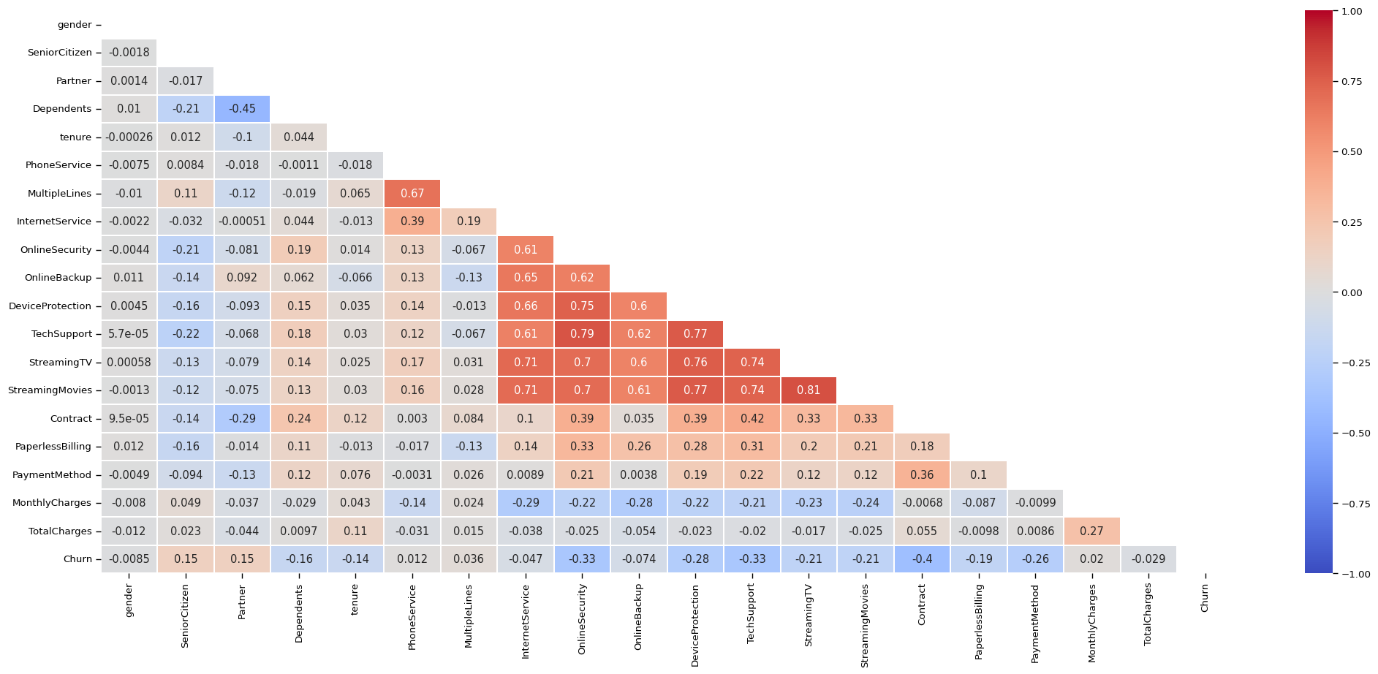 gender
SeniorCitizen -0.0018
Partner 0.0014 -0.017
Dependents 0.01 -0.21 -0.45
tenure -0.00026 0.012 -0.1 0.044
PhoneService -0.0075 0.0084 -0.018 -0.0011 -0.018
MultipleLines -0.01 0.11 -0.12 -0.019 0.065 0.67
InternetService -0.0022 -0.032 -0.00051 0.044 -0.013 0.39 0.19
OnlineSecurity -0.0044 -0.21 -0.081 0.19 0.014 0.13 -0.067 0.61
OnlineBackup 0.011 -0.14 0.092 0.062 -0.066 0.13 -0.13 0.65 0.62
DeviceProtection 0.0045 -0.16 -0.093 0.15 0.035 0.14 -0.013 0.66 0.75 0.6
TechSupport 5.7e-05 -0.22 -0.068 0.18 0.03 0.12 -0.067 0.61 0.79 0.62 0.77
StreamingTV 0.00058 -0.13 -0.079 0.14 0.025 0.17 0.031 0.71 0.7 0.6 0.76 0.74
StreamingMovies -0.0013 -0.12 -0.075 0.13 0.03 0.16 0.028 0.71 0.7 0.61 0.77 0.74 0.81
Contract 9.5e-05 -0.14 -0.29 0.24 0.12 0.003 0.084 0.1 0.39 0.035 0.39 0.42 0.33 0.33
PaperlessBilling 0.012 -0.16 -0.014 0.11 -0.013 -0.017 -0.13 0.14 0.33 0.26 0.28 0.31 0.2 0.21 0.18
PaymentMethod -0.0049 -0.094 -0.13 0.12 0.076 -0.0031 0.026 0.0089 0.21 0.0038 0.19 0.22 0.12 0.12 0.36 0.1
MonthlyCharges -0.008 0.049 -0.037 -0.029 0.043 -0.14 0.024 -0.29 -0.22 -0.28 -0.22 -0.21 -0.23 -0.24 -0.0068 -0.087 -0.0099
TotalCharges -0.012 0.023 -0.044 0.0097 0.11 -0.031 0.015 -0.038 -0.025 -0.054 -0.023 -0.02 -0.017 -0.025 0.055 -0.0098 0.0086 0.27
Churn -0.0085 0.15 0.15 -0.16 -0.14 0.012 0.036 -0.047 -0.33 -0.074 -0.28 -0.33 -0.21 -0.21 -0.4 -0.19 -0.26 0.02 -0.029
gender
SeniorCitizen
Partner
Dependents
tenure
PhoneService
MultipleLines
InternetService
OnlineSecurity
OnlineBackup
DeviceProtection
TechSupport
StreamingTV
StreamingMovies
Contract
PaperlessBilling
PaymentMethod
MonthlyCharges
TotalCharges
Churn
1.00
0.75
0.50
0.25
0.00
−0.25
−0.50
−0.75
−1.00